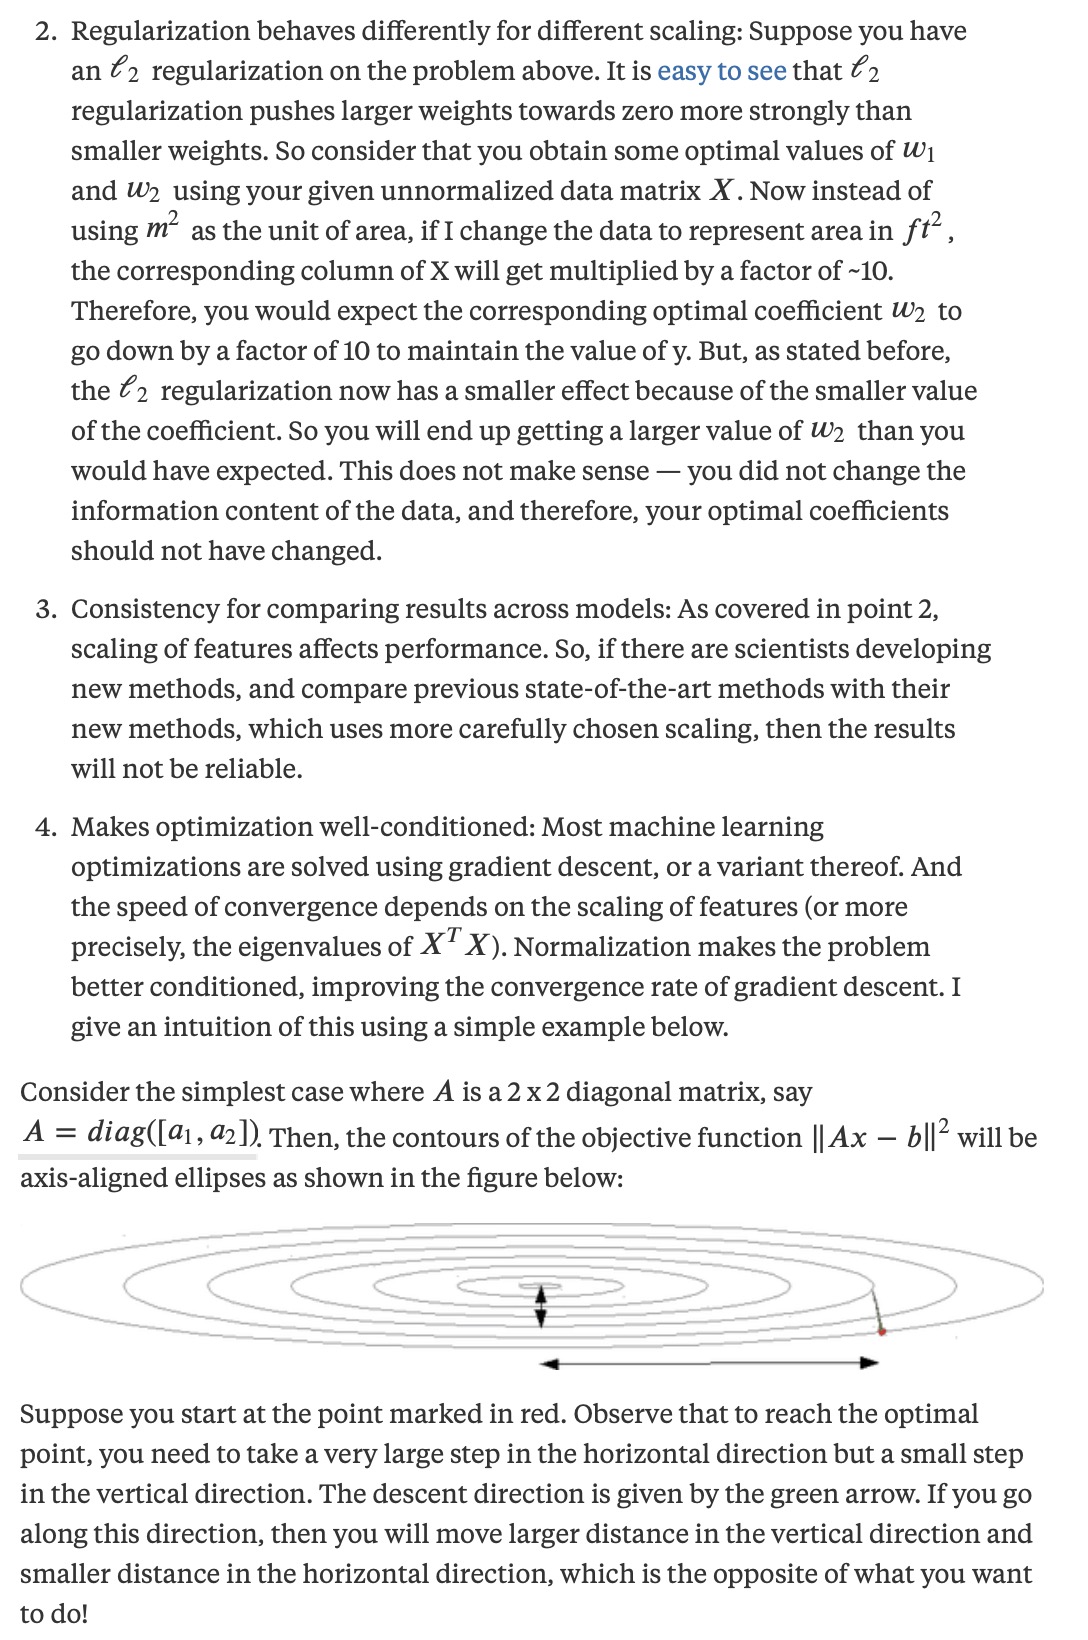 2. Regularization behaves differently for different scaling: Suppose you have
an ℓ2 regularization on the problem above. It is easy to see that ℓ2
regularization pushes larger weights towards zero more strongly than
smaller weights. So consider that you obtain some optimal values of w1
and w2 using your given unnormalized data matrix X. Now instead of
using m² as the unit of area, if I change the data to represent area in ft²,
the corresponding column of X will get multiplied by a factor of ~10.
Therefore, you would expect the corresponding optimal coefficient w2 to
go down by a factor of 10 to maintain the value of y. But, as stated before,
the ℓ2 regularization now has a smaller effect because of the smaller value
of the coefficient. So you will end up getting a larger value of w2 than you
would have expected. This does not make sense — you did not change the
information content of the data, and therefore, your optimal coefficients
should not have changed.
3. Consistency for comparing results across models: As covered in point 2,
scaling of features affects performance. So, if there are scientists developing
new methods, and compare previous state-of-the-art methods with their
new methods, which uses more carefully chosen scaling, then the results
will not be reliable.
4. Makes optimization well-conditioned: Most machine learning
optimizations are solved using gradient descent, or a variant thereof. And
the speed of convergence depends on the scaling of features (or more
precisely, the eigenvalues of X^T X). Normalization makes the problem
better conditioned, improving the convergence rate of gradient descent. I
give an intuition of this using a simple example below.
Consider the simplest case where A is a 2 x 2 diagonal matrix, say
A = diag([a1, a2]). Then, the contours of the objective function ||Ax − b||² will be
axis-aligned ellipses as shown in the figure below:
Suppose you start at the point marked in red. Observe that to reach the optimal
point, you need to take a very large step in the horizontal direction but a small step
in the vertical direction. The descent direction is given by the green arrow. If you go
along this direction, then you will move larger distance in the vertical direction and
smaller distance in the horizontal direction, which is the opposite of what you want
to do!